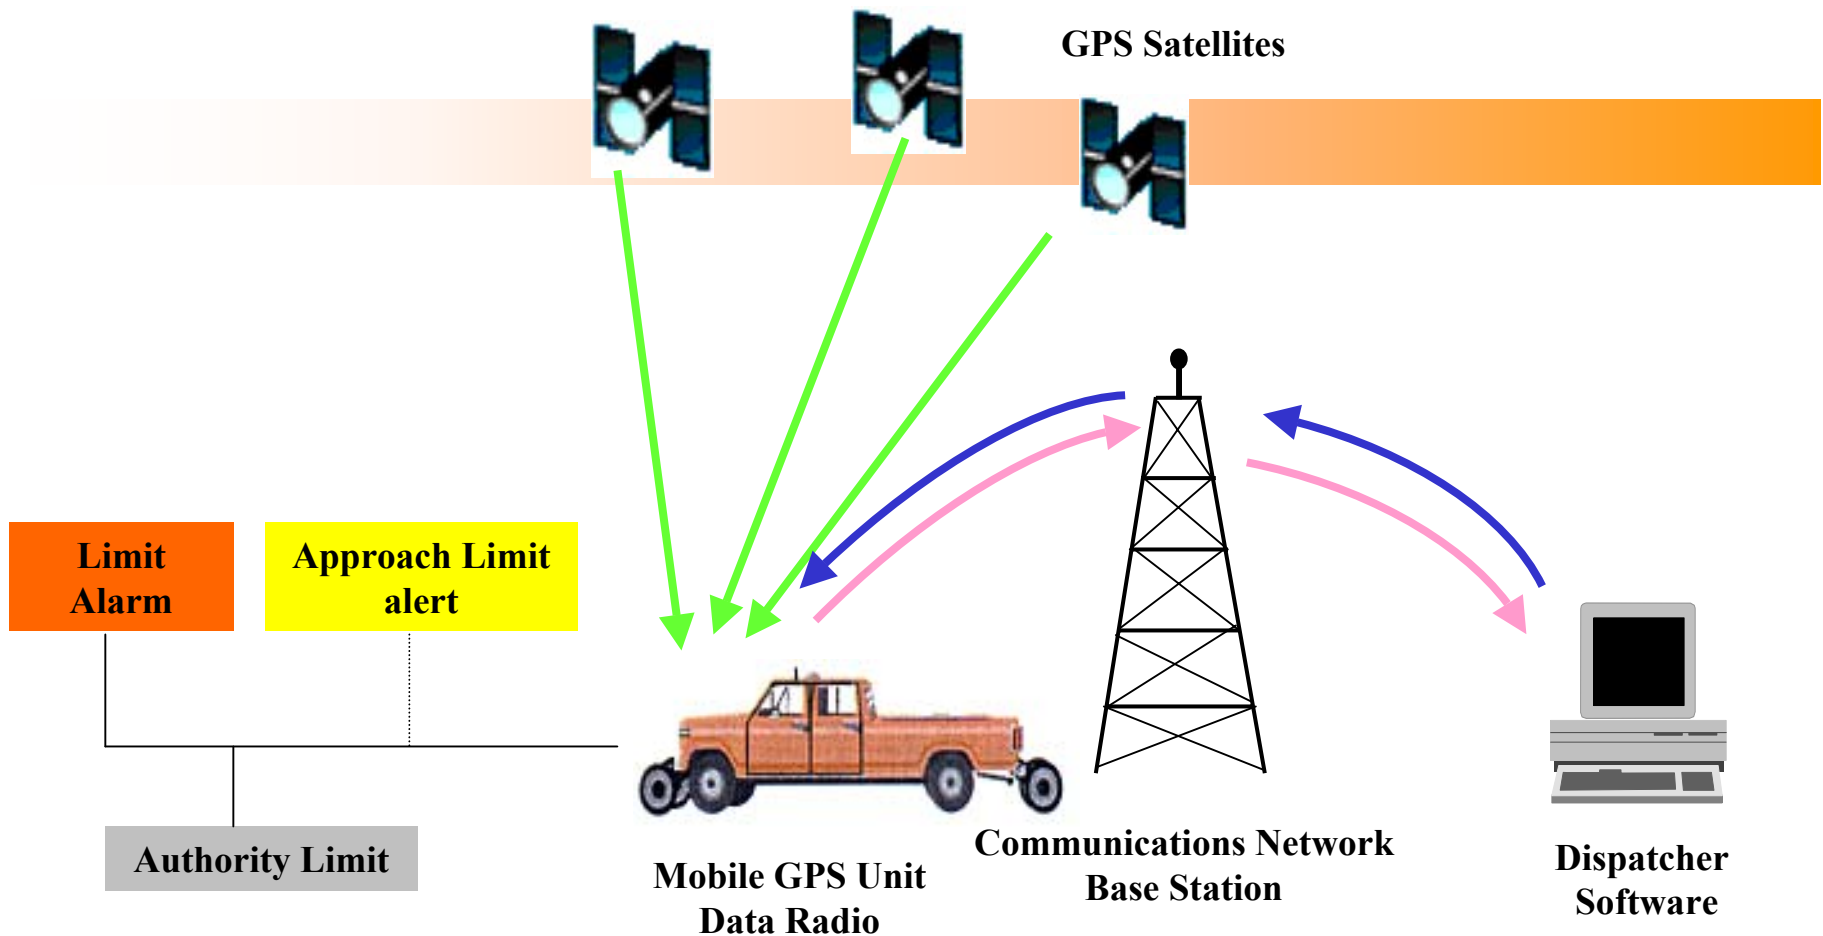 GPS Satellites
Limit
Alarm
Approach Limit
alert
Authority Limit
Mobile GPS Unit
Data Radio
Communications Network
Base Station
Dispatcher
Software